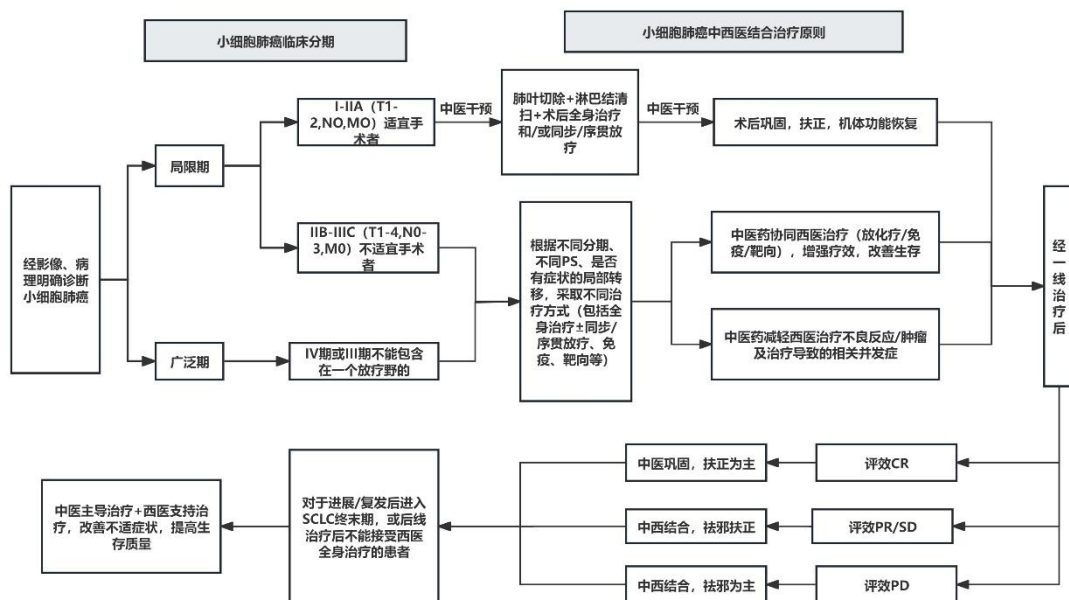 小细胞肺癌临床分期
小细胞肺癌中西医结合治疗原则
经影像、病
理明确诊断
小细胞肺癌
局限期
广泛期
I-IIA（T1-
2,NO,MO）适宜手
术者
IIB-IIIC（T1-4,N0-
3,M0）不适宜手术
者
IV期或III期不能包含
在一个放疗野的
中医干预
肺叶切除+淋巴结清
扫+术后全身治疗
和/或同步/序贯放
疗
中医干预
术后巩固，扶正，机体功能恢复
根据不同分期、
不同PS、是否
有症状的局部转
移，采取不同治
疗方式（包括全
身治疗±同步/
序贯放疗、免
疫、靶向等）
中医药协同西医治疗（放化疗/免
疫/靶向），增强疗效，改善生存
中医药减轻西医治疗不良反应/肿瘤
及治疗导致的相关并发症
经
一
线
治
疗
后
评效CR
中医巩固，扶正为主
评效PR/SD
中西结合，祛邪扶正
评效PD
中西结合，祛邪为主
对于进展/复发后进入
SCLC终末期，或后线
治疗后不能接受西医
全身治疗的患者
中医主导治疗+西医支持治
疗，改善不适症状，提高生
存质量